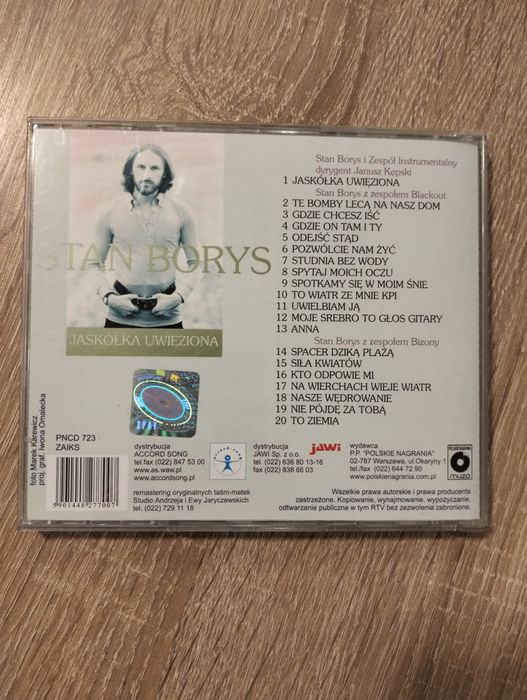 Stan Borys i Zespół Instrumentalny
dyrygent Janusz Kępski
1 JASKÓŁKA UWIĘZIONA
Stan Borys z zespołem Blackout
2 TE BOMBY LECĄ NA NASZ DOM
3 GDZIE CHCESZ IŚĆ
4 GDZIE ON TAM I TY
5 ODEJŚĆ STĄD
6 POZWÓLCIE NAM ŻYĆ
7 STUDNIA BEZ WODY
8 SPYTAJ MOICH OCZU
9 SPOTKAMY SIĘ W MOIM ŚNIE
10 TO WIATR ZE MNIE KPI
11 UWIELBIAM JĄ
12 MOJE SREBRO TO GŁOS GITARY
13 ANNA
Stan Borys z zespołem Bizony
14 SPACER DZIKĄ PLAŻĄ
15 SIŁA KWIATÓW
16 KTO ODPOWIE MI
17 NA WIERCHACH WIEJE WIATR
18 NASZE WĘDROWANIE
19 NIE PÓJDĘ ZA TOBĄ
20 TO ZIEMIA
STAN BORYS
JASKÓŁKA UWIĘZIONA
foto Marek Karewicz
proj. graf. Iwona Omalecka
PNCD 723
ZAIKS
5901448277007
dystrybucja
ACCORD SONG
tel.fax (022) 847 53 00
www.as.waw.pl
www.accordsong.pl
ACCORD SONG
dystrybucja
JAWI Sp. z o.o.
tel. (022) 636 80 13-16
fax (022) 838 66 03
JAWI
wydawca
P.P. "POLSKIE NAGRANIA"
02-787 Warszawa, ul.Okaryny 1
tel./fax (022) 644 72 90
www.polskienagrania.com.pl
POLSKIE NAGRANIA
muza
remastering oryginalnych taśm-matek
Studio Andrzeja i Ewy Jaryczewskich
tel. (022) 729 11 18
Wszelkie prawa autorskie i prawa producenta
zastrzeżone. Kopiowanie, wynajmowanie, wypożyczanie,
odtwarzanie publiczne w tym RTV bez zezwolenia zabronione.